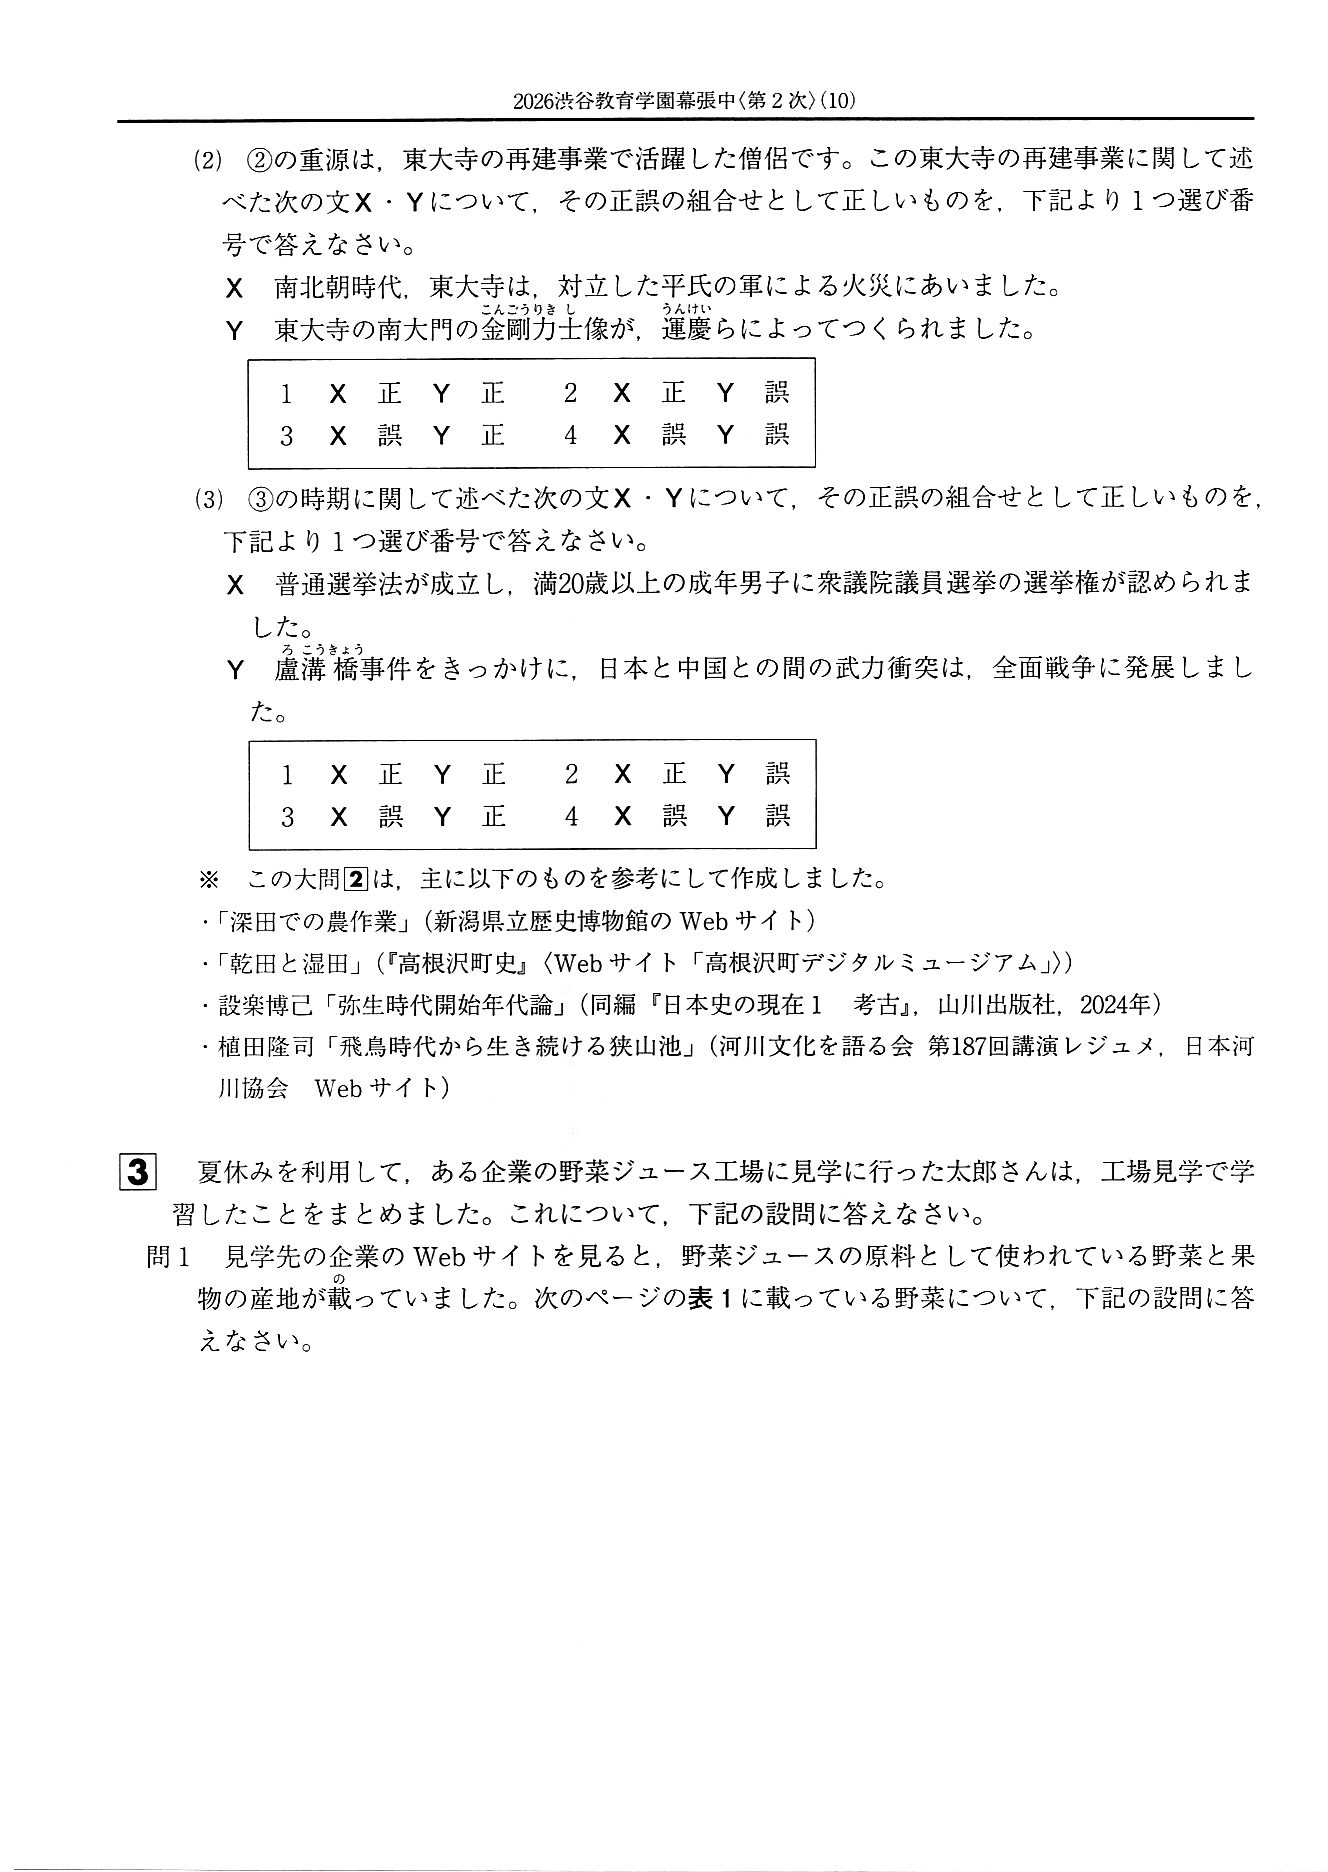 2026渋谷教育学園幕張中〈第2次〉(10)
(2) ②の重源は，東大寺の再建事業で活躍した僧侶です。この東大寺の再建事業に関して述
べた次の文X・Yについて，その正誤の組合せとして正しいものを，下記より1つ選び番
号で答えなさい。
X 南北朝時代，東大寺は，対立した平氏の軍による火災にあいました。
こんごうりきし うんけい
Y 東大寺の南大門の金剛力士像が，運慶らによってつくられました。
1 X 正 Y 正 2 X 正 Y 誤
3 X 誤 Y 正 4 X 誤 Y 誤
(3) ③の時期に関して述べた次の文X・Yについて，その正誤の組合せとして正しいものを，
下記より1つ選び番号で答えなさい。
X 普通選挙法が成立し，満20歳以上の成年男子に衆議院議員選挙の選挙権が認められま
した。
ろこうきょう
Y 盧溝橋事件をきっかけに，日本と中国との間の武力衝突は，全面戦争に発展しまし
た。
1 X 正 Y 正 2 X 正 Y 誤
3 X 誤 Y 正 4 X 誤 Y 誤
※ この大問2は，主に以下のものを参考にして作成しました。
・「深田での農作業」（新潟県立歴史博物館の Web サイト）
・「乾田と湿田」（『高根沢町史』〈Web サイト「高根沢町デジタルミュージアム」〉）
・設楽博己「弥生時代開始年代論」（同編『日本史の現在1 考古』，山川出版社，2024年）
・植田隆司「飛鳥時代から生き続ける狭山池」（河川文化を語る会 第187回講演レジュメ，日本河
川協会 Web サイト）
3 夏休みを利用して，ある企業の野菜ジュース工場に見学に行った太郎さんは，工場見学で学
習したことをまとめました。これについて，下記の設問に答えなさい。
問1 見学先の企業の Web サイトを見ると，野菜ジュースの原料として使われている野菜と果
の
物の産地が載っていました。次のページの表1に載っている野菜について，下記の設問に答
えなさい。